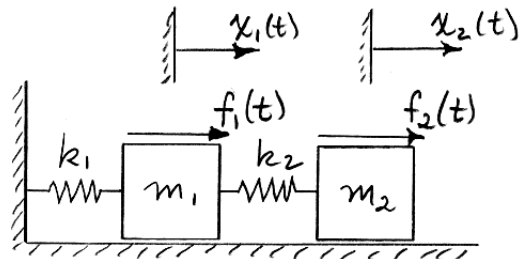 x₁(t) x₂(t)
f₁(t) f₂(t)
k₁ k₂
m₁ m₂